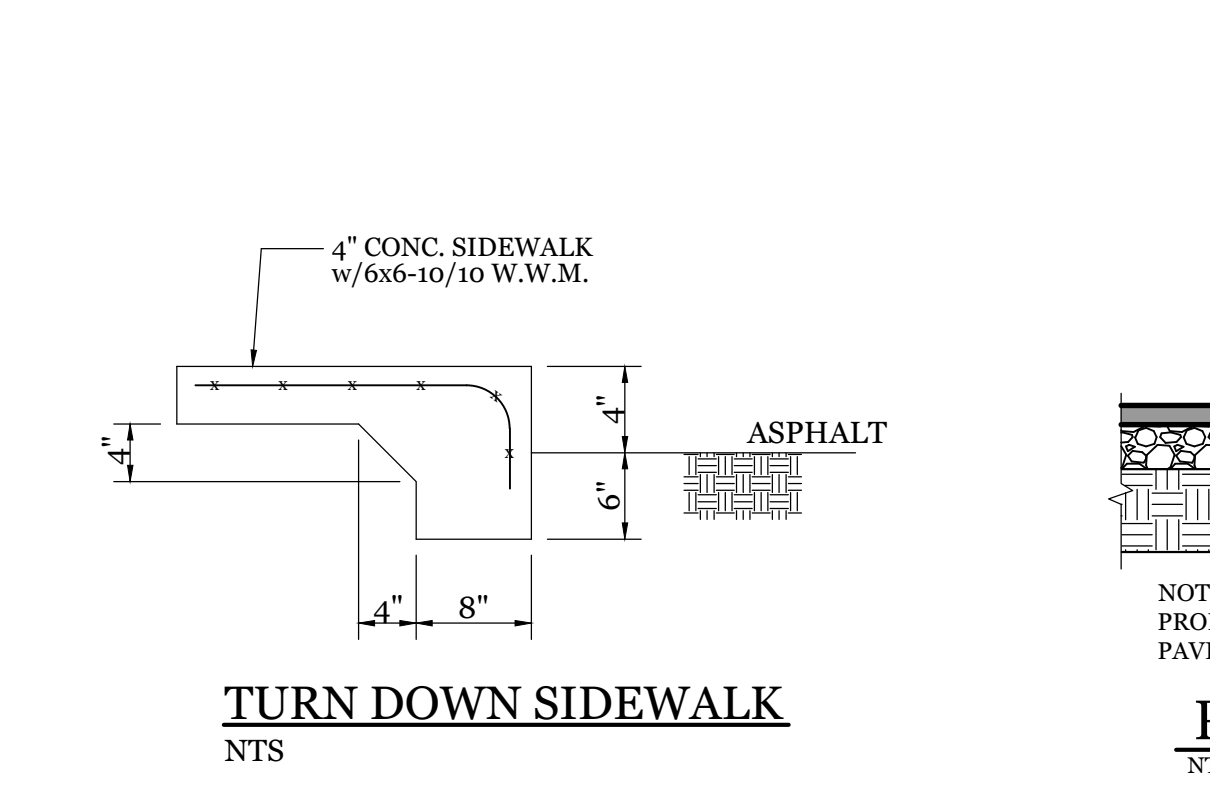 4" CONC. SIDEWALK
w/6x6-10/10 W.W.M.
x x x x x
x
4"
4"
ASPHALT
6"
4" 8"
TURN DOWN SIDEWALK
NTS